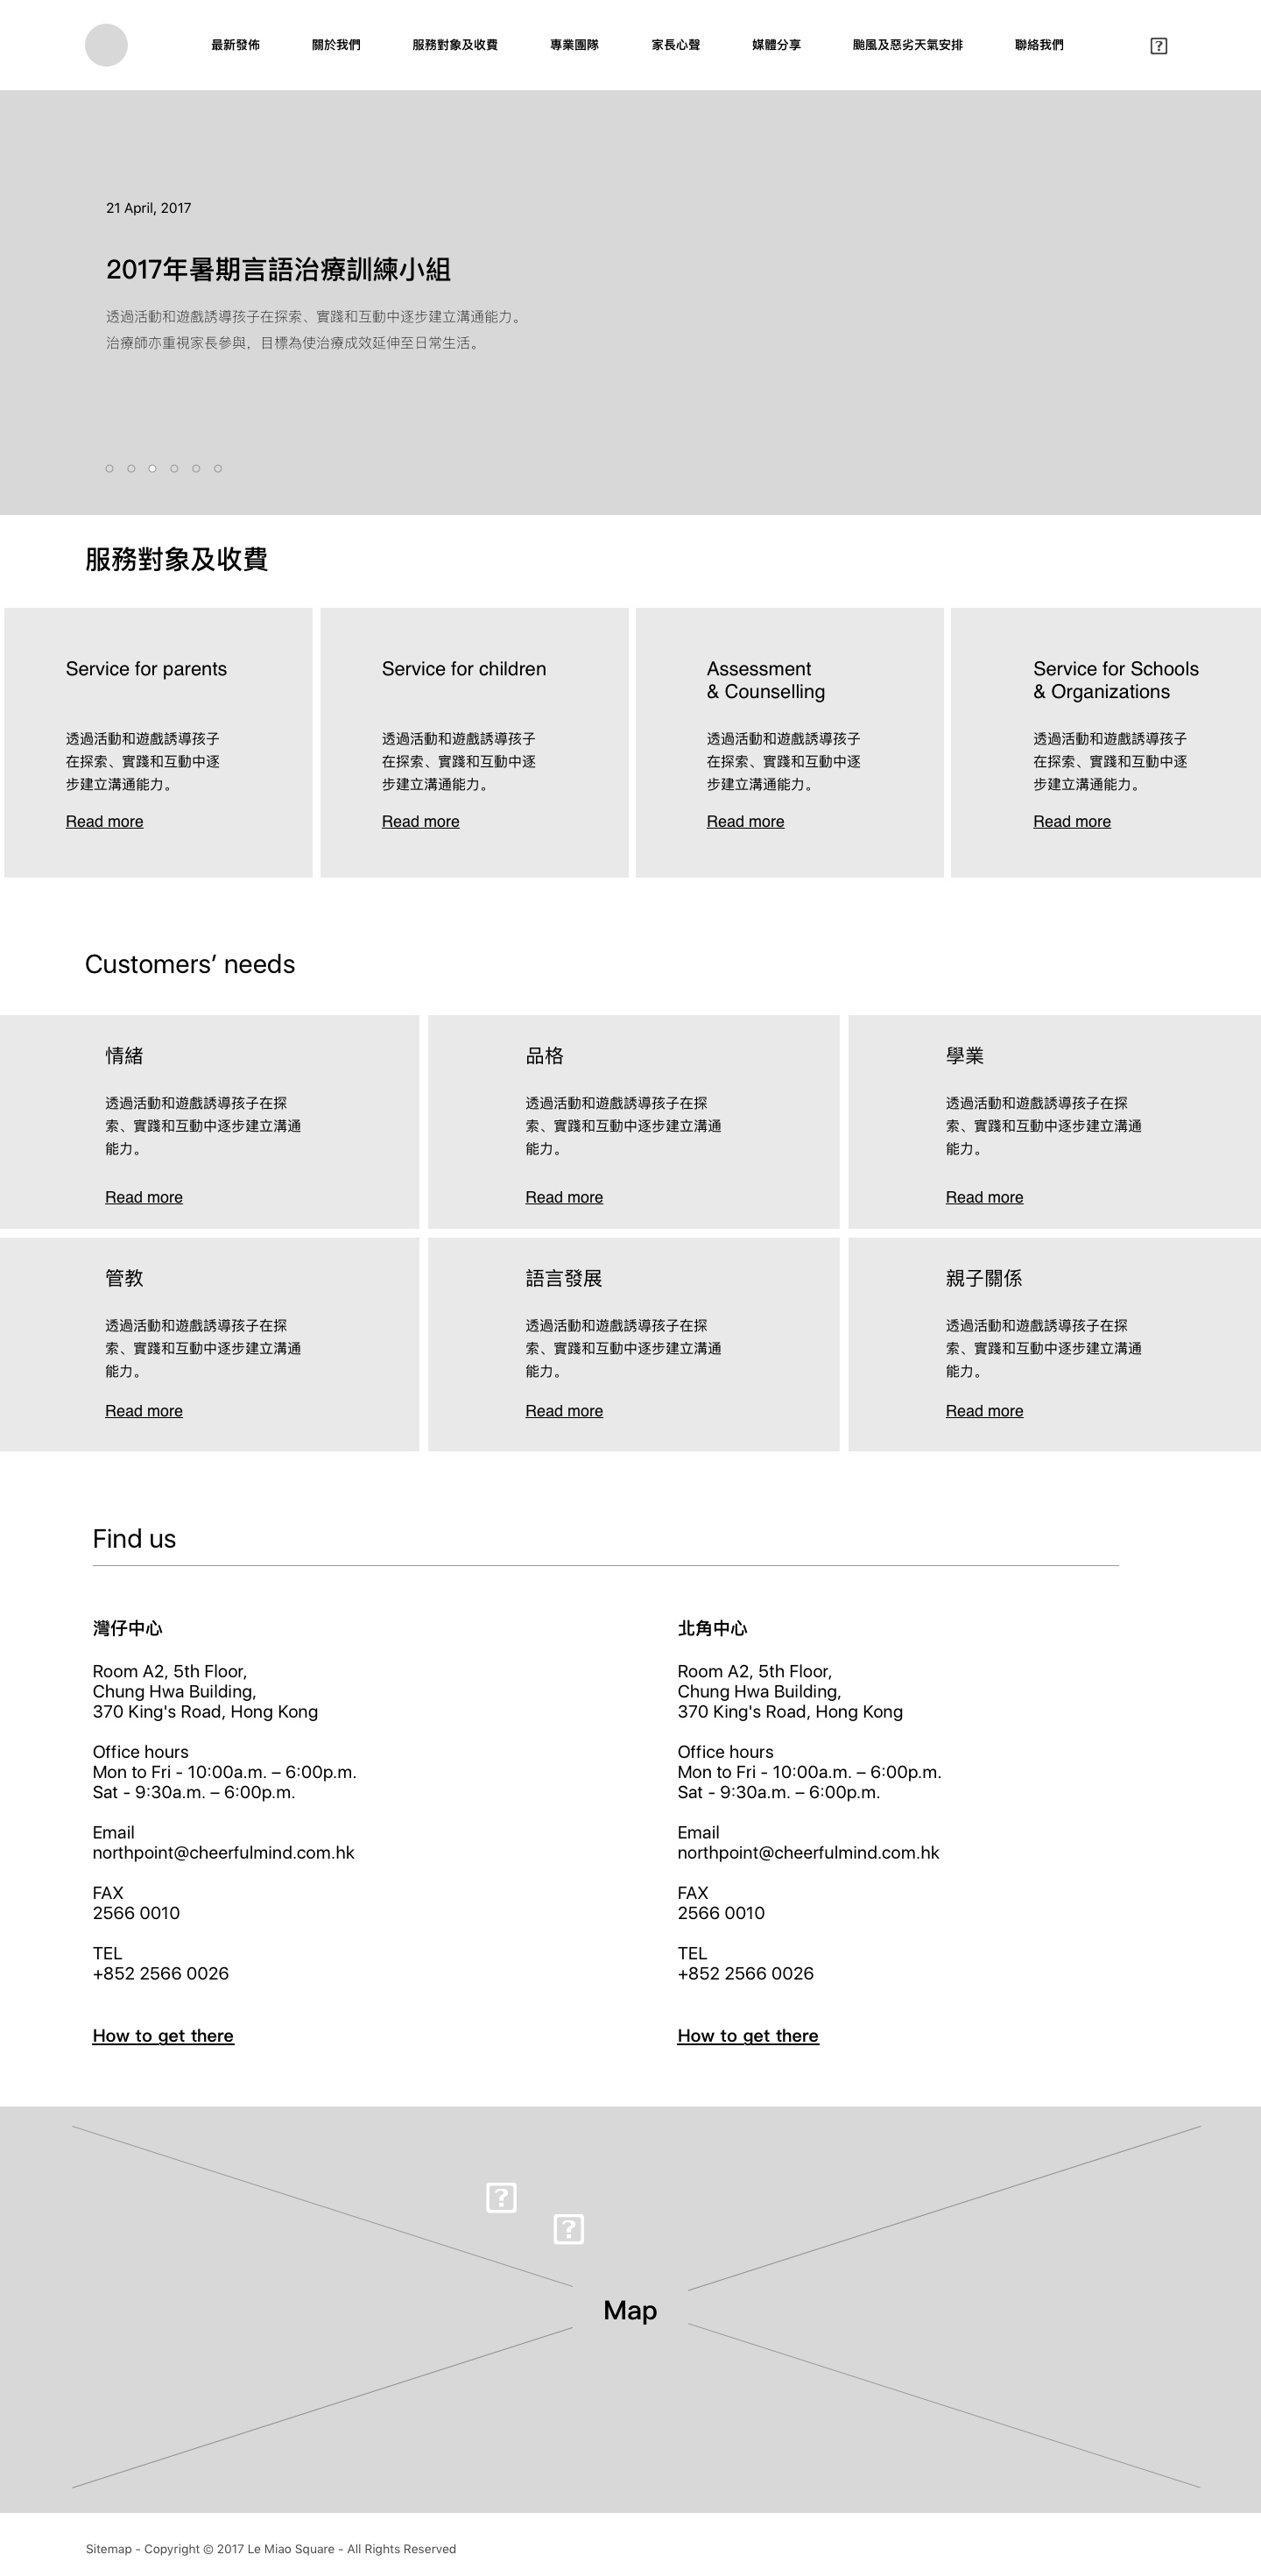 最新發佈
關於我們
服務對象及收費
專業團隊
家長心聲
媒體分享
颱風及惡劣天氣安排
聯絡我們
21 April, 2017
2017年暑期言語治療訓練小組
透過活動和遊戲誘導孩子在探索、實踐和互動中逐步建立溝通能力。
治療師亦重視家長參與，目標為使治療成效延伸至日常生活。
服務對象及收費
Service for parents
透過活動和遊戲誘導孩子
在探索、實踐和互動中逐
步建立溝通能力。
Read more
Service for children
透過活動和遊戲誘導孩子
在探索、實踐和互動中逐
步建立溝通能力。
Read more
Assessment
& Counselling
透過活動和遊戲誘導孩子
在探索、實踐和互動中逐
步建立溝通能力。
Read more
Service for Schools
& Organizations
透過活動和遊戲誘導孩子
在探索、實踐和互動中逐
步建立溝通能力。
Read more
Customers’ needs
情緒
透過活動和遊戲誘導孩子在探
索、實踐和互動中逐步建立溝通
能力。
Read more
品格
透過活動和遊戲誘導孩子在探
索、實踐和互動中逐步建立溝通
能力。
Read more
學業
透過活動和遊戲誘導孩子在探
索、實踐和互動中逐步建立溝通
能力。
Read more
管教
透過活動和遊戲誘導孩子在探
索、實踐和互動中逐步建立溝通
能力。
Read more
語言發展
透過活動和遊戲誘導孩子在探
索、實踐和互動中逐步建立溝通
能力。
Read more
親子關係
透過活動和遊戲誘導孩子在探
索、實踐和互動中逐步建立溝通
能力。
Read more
Find us
灣仔中心
Room A2, 5th Floor,
Chung Hwa Building,
370 King's Road, Hong Kong
Office hours
Mon to Fri - 10:00a.m. – 6:00p.m.
Sat - 9:30a.m. – 6:00p.m.
Email
northpoint@cheerfulmind.com.hk
FAX
2566 0010
TEL
+852 2566 0026
How to get there
北角中心
Room A2, 5th Floor,
Chung Hwa Building,
370 King's Road, Hong Kong
Office hours
Mon to Fri - 10:00a.m. – 6:00p.m.
Sat - 9:30a.m. – 6:00p.m.
Email
northpoint@cheerfulmind.com.hk
FAX
2566 0010
TEL
+852 2566 0026
How to get there
Map
Sitemap - Copyright © 2017 Le Miao Square - All Rights Reserved